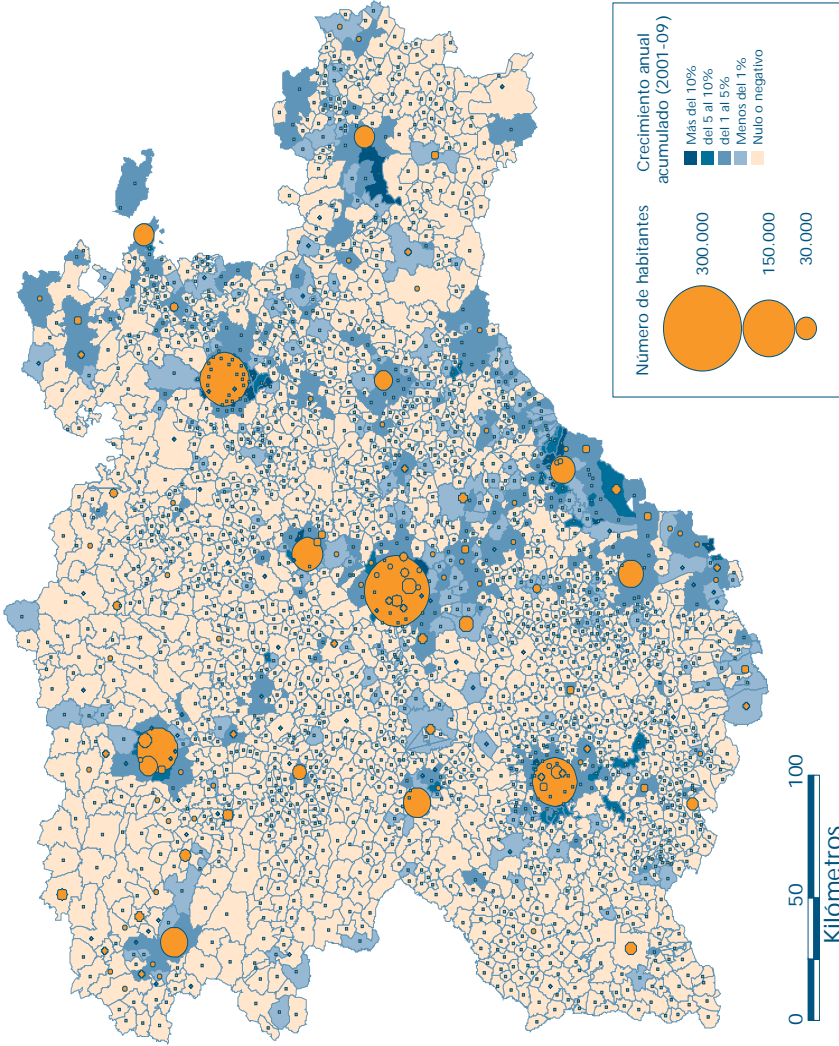 Número de habitantes
300.000
150.000
30.000
Crecimiento anual
acumulado (2001-09)
Más del 10%
del 5 al 10%
del 1 al 5%
Menos del 1%
Nulo o negativo
0
50
100
Kilómetros